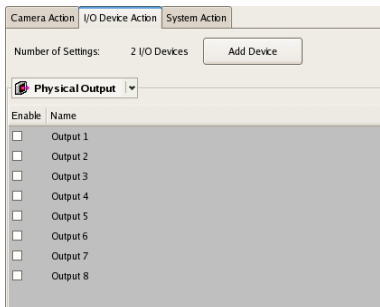 Camera Action I/O Device Action System Action
Number of Settings: 2 I/O Devices Add Device
Physical Output
Enable Name
Output 1
Output 2
Output 3
Output 4
Output 5
Output 6
Output 7
Output 8